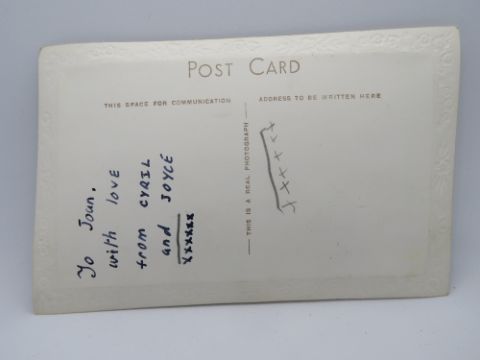 POST CARD
THIS SPACE FOR COMMUNICATION
ADDRESS TO BE WRITTEN HERE
THIS IS A REAL PHOTOGRAPH
To Joan,
with love
from CYRIL
and JOYCE
xxxxxx
xxxxxx